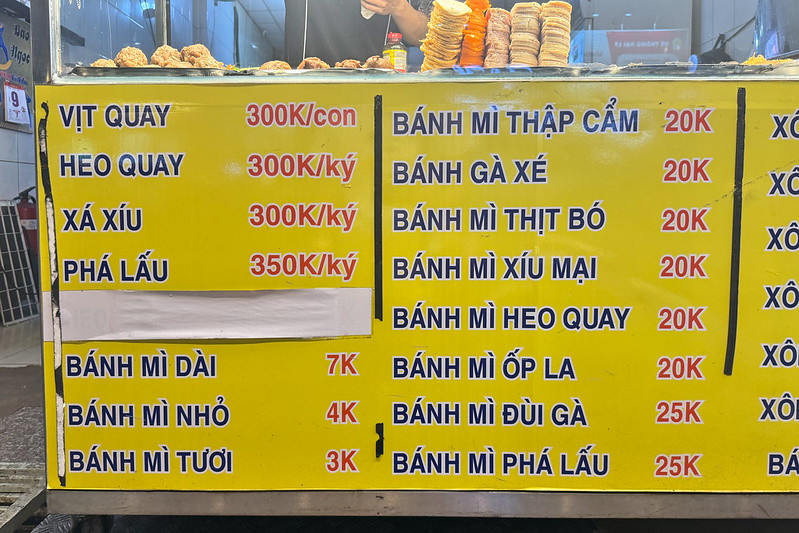 9
VỊT QUAY 300K/con
HEO QUAY 300K/ký
XÁ XÍU 300K/ký
PHÁ LẤU 350K/ký
BÁNH MÌ DÀI 7K
BÁNH MÌ NHỎ 4K
BÁNH MÌ TƯƠI 3K
BÁNH MÌ THẬP CẨM 20K
BÁNH GÀ XÉ 20K
BÁNH MÌ THỊT BÓ 20K
BÁNH MÌ XÍU MẠI 20K
BÁNH MÌ HEO QUAY 20K
BÁNH MÌ ỐP LA 20K
BÁNH MÌ ĐÙI GÀ 25K
BÁNH MÌ PHÁ LẤU 25K